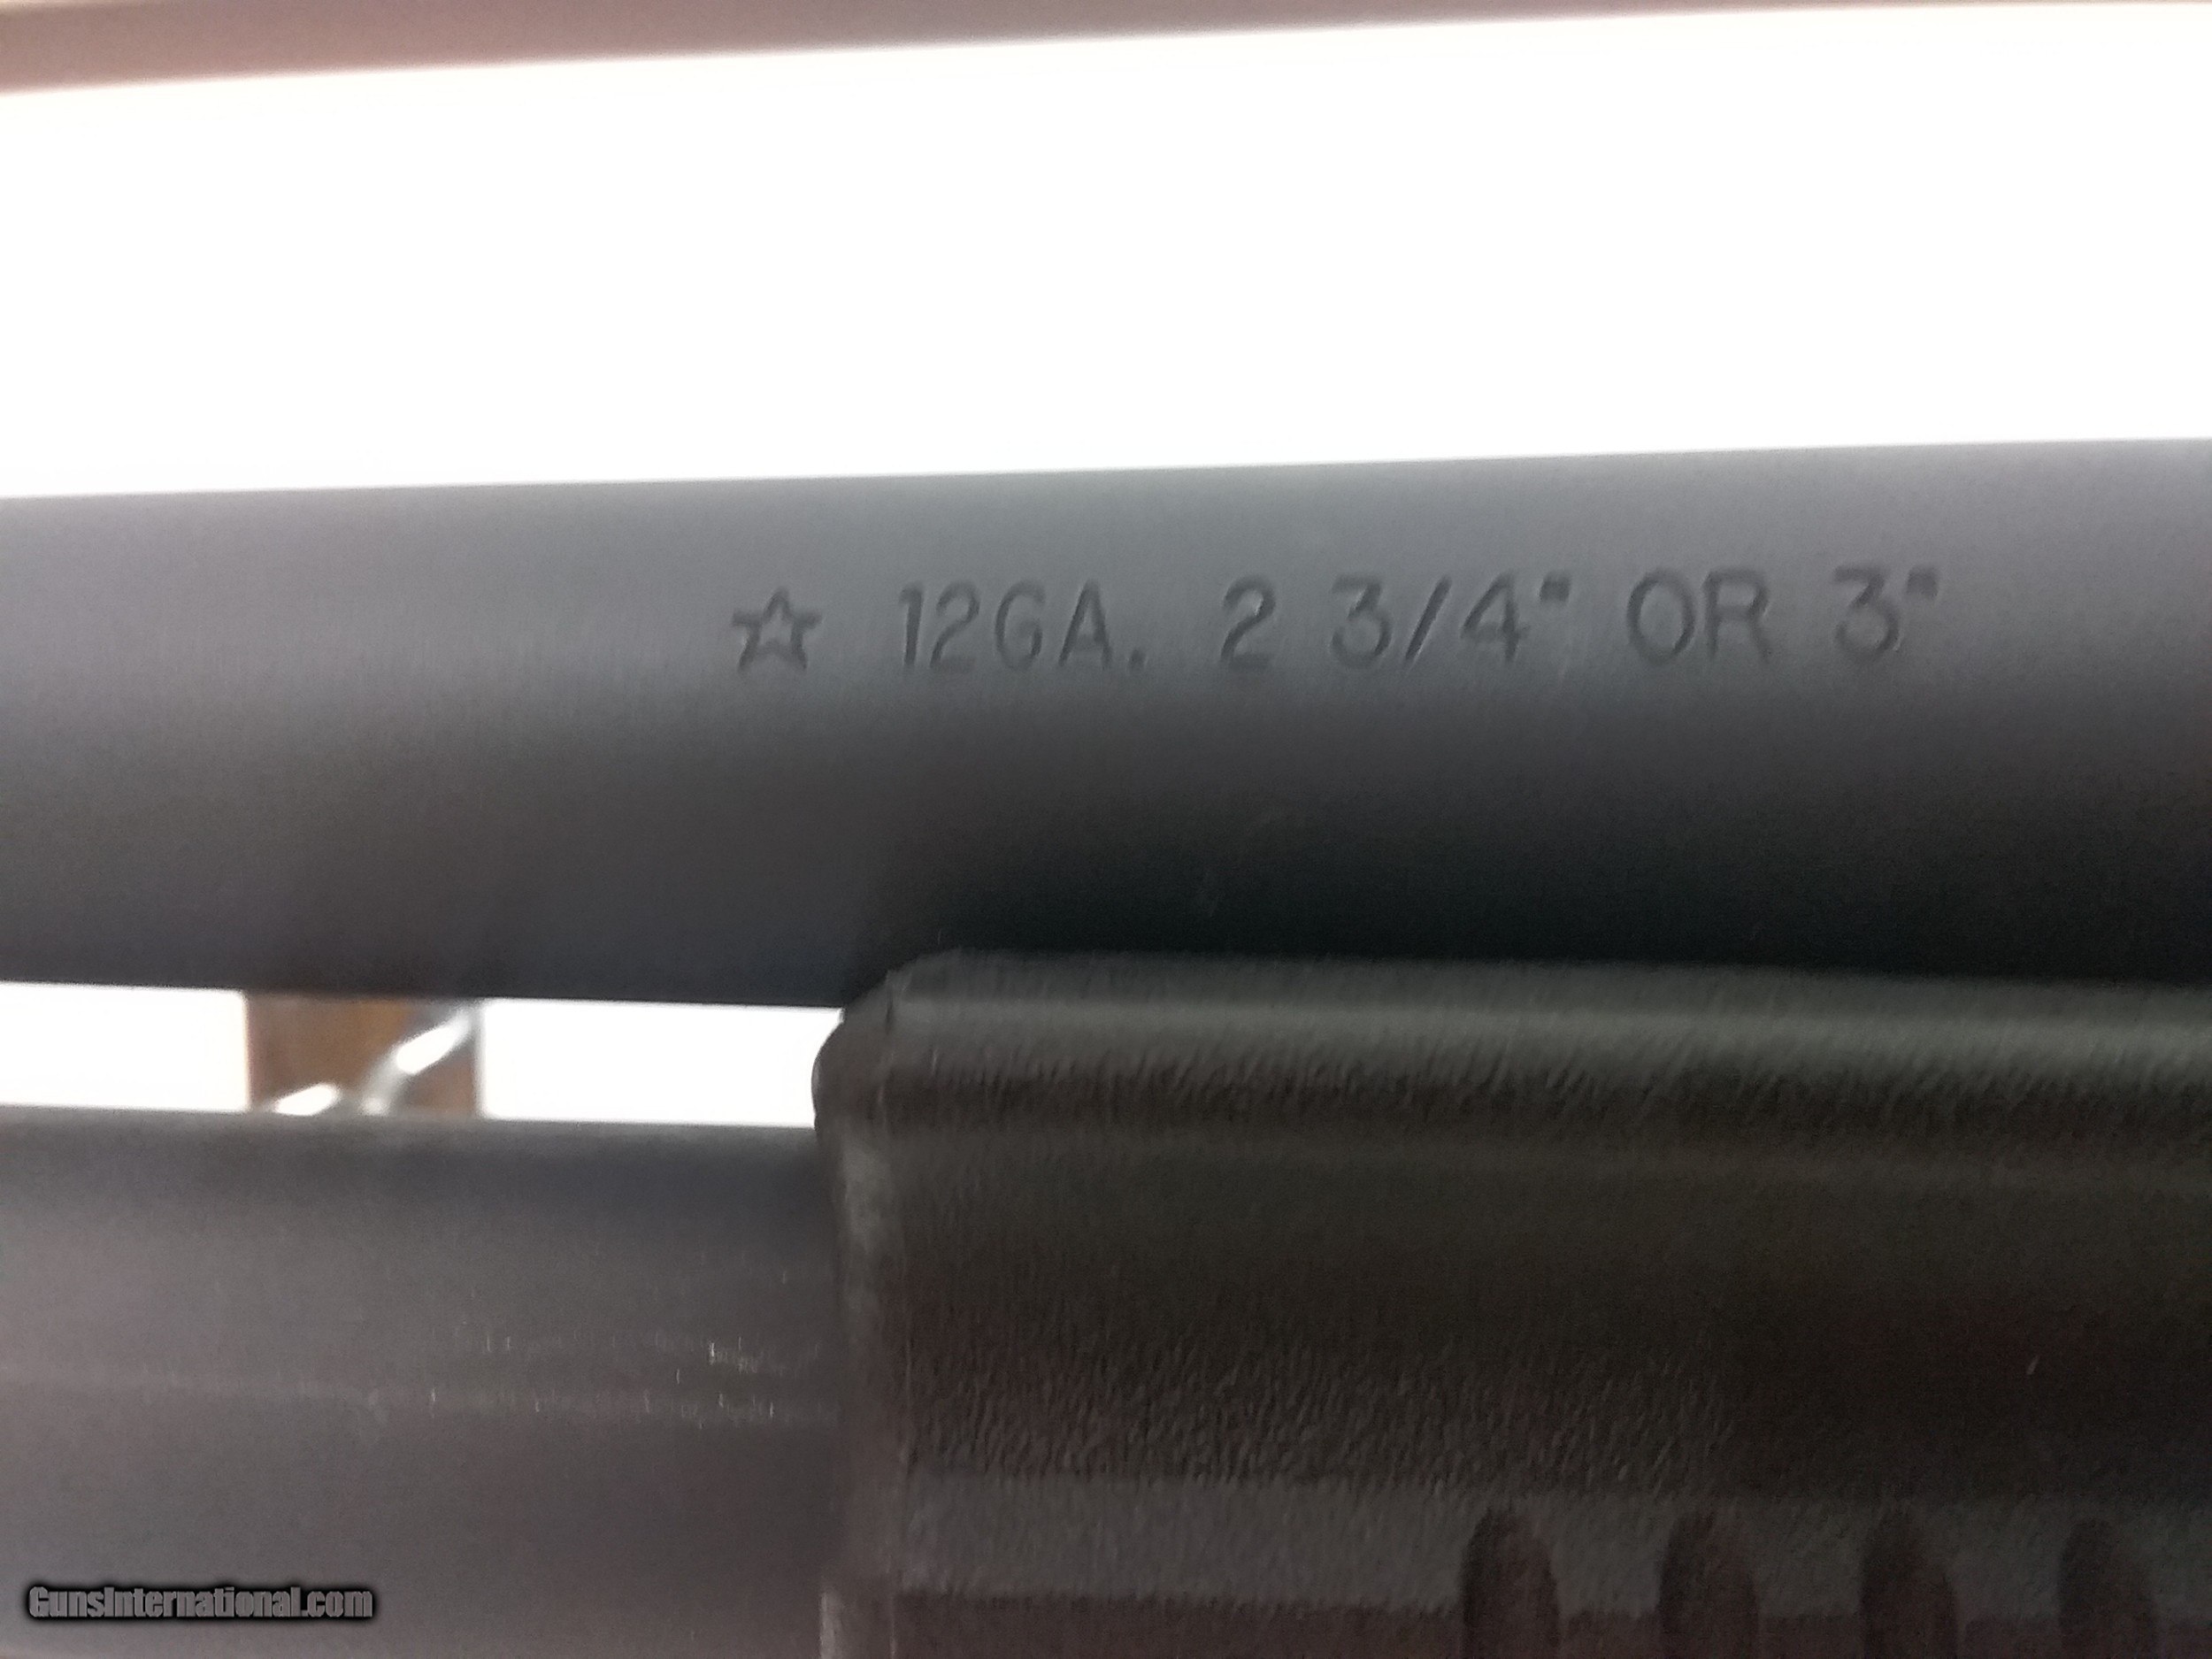 ☆ 12GA. 2 3/4" OR 3"
GunsInternational.com